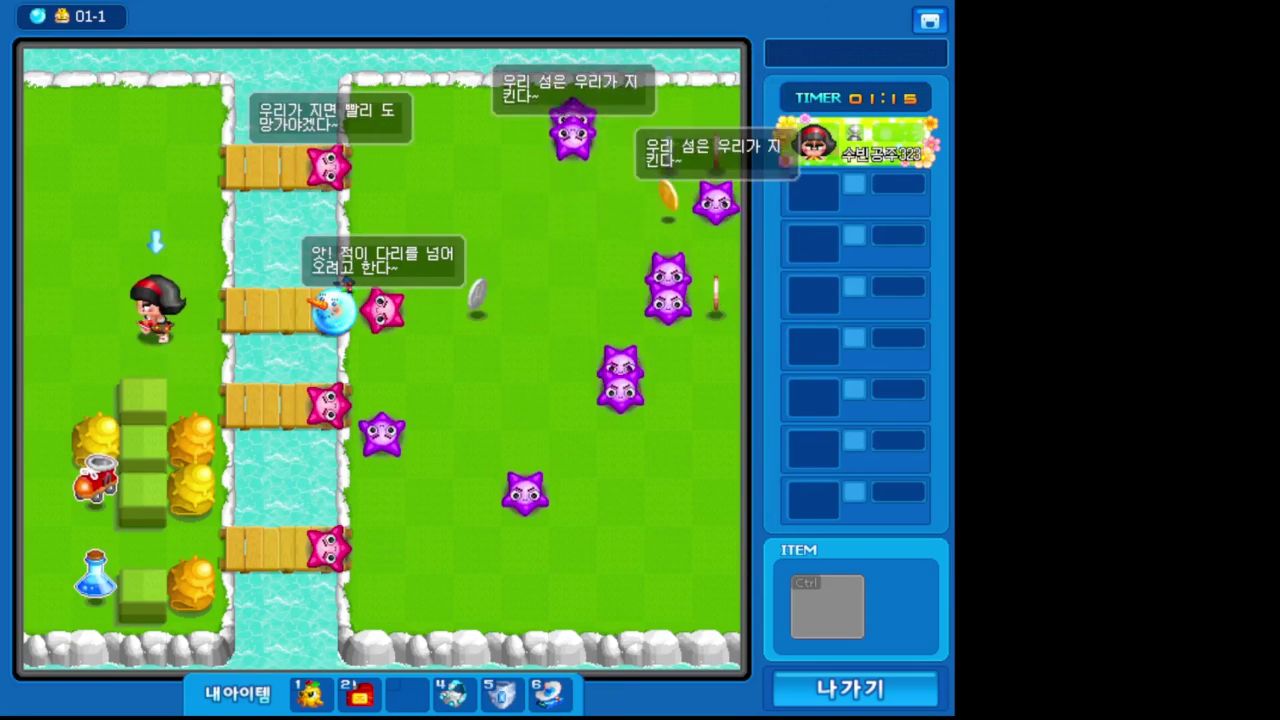 01-1
우리 섬은 우리가 지
킨다~
우리가 지면 빨리 도
망가야겠다~
우리 섬은 우리가 지
킨다~
앗! 적이 다리를 넘어
오려고 한다~
TIMER 01:15
수빈공주323
ITEM
Ctrl
내아이템
1 2 4 5 6
나가기